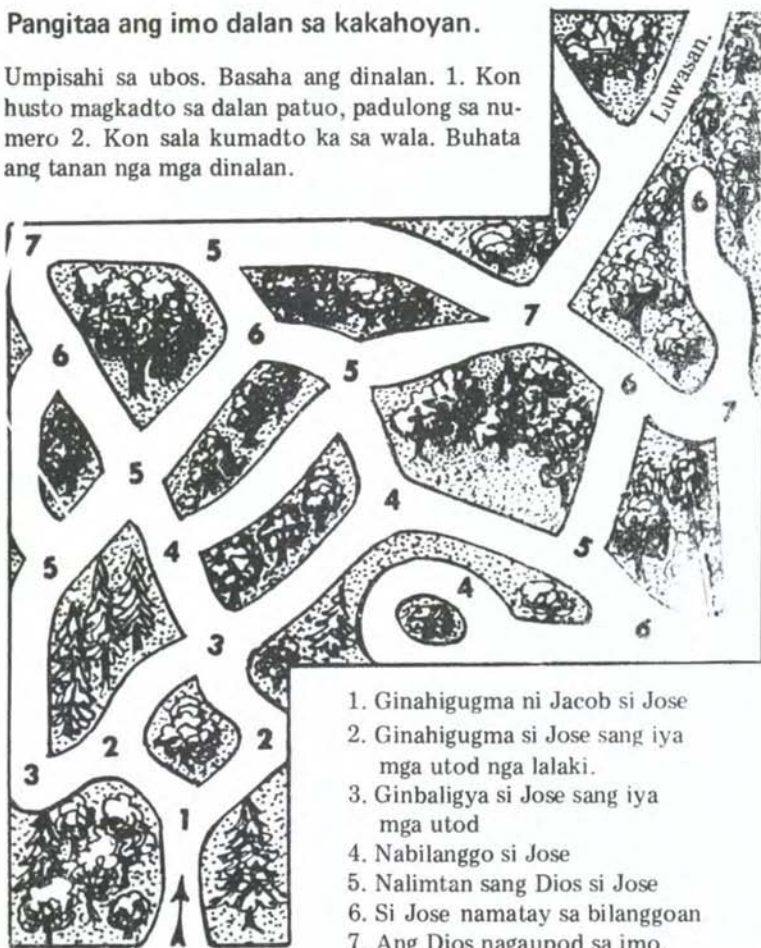 Pangitaa ang imo dalan sa kakahoyan.
Umpisahi sa ubos. Basaha ang dinalan. 1. Kon
husto magkadto sa dalan patuo, padulong sa nu-
mero 2. Kon sala kumadto ka sa wala. Buhata
ang tanan nga mga dinalan.
Luwasan.
6
7
5
7
6
6
5
6
7
5
4
5
4
5
4
6
3
2
2
3
1
1. Ginahigugma ni Jacob si Jose
2. Ginahigugma si Jose sang iya
mga utod nga lalaki.
3. Ginbaligya si Jose sang iya
mga utod
4. Nabilanggo si Jose
5. Nalimtan sang Dios si Jose
6. Si Jose namatay sa bilanggoan
7. Ang Dios nagaupod sa imo